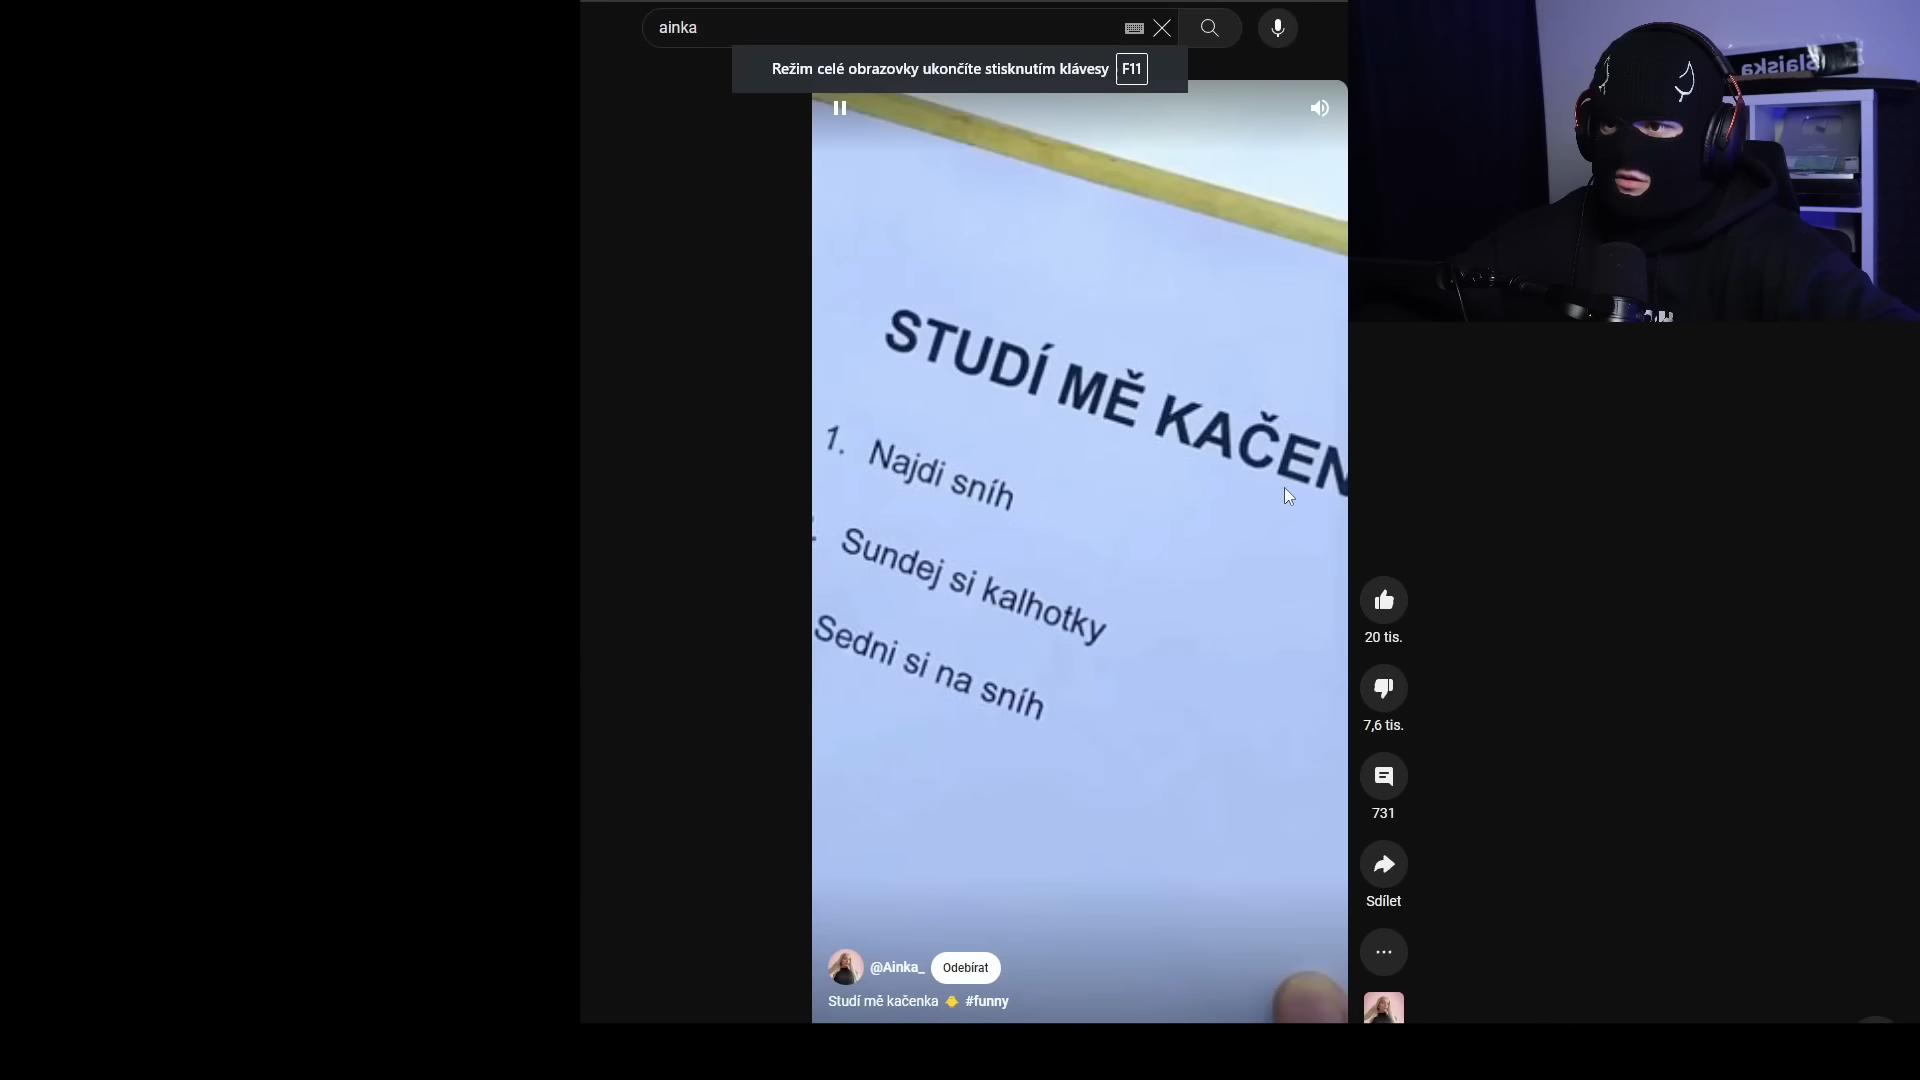 ainka
Režim celé obrazovky ukončíte stisknutím klávesy F11
STUDÍ MĚ KAČEN
1. Najdi sníh
Sundej si kalhotky
Sedni si na sníh
20 tis.
7,6 tis.
731
Sdílet
@Ainka_ Odebírat
Studí mě kačenka 🐥 #funny
slaiska